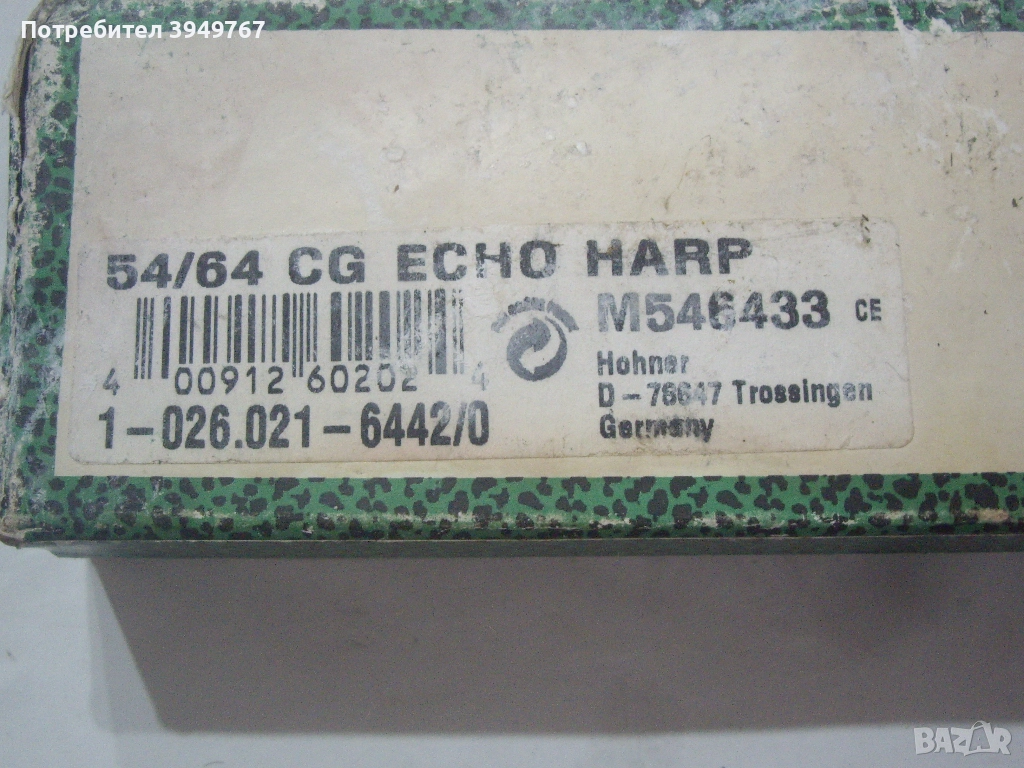 Потребител 3949767
54/64 CG ECHO HARP
M546433 CE
4 00912 60202 4
Hohner
D-78647 Trossingen
Germany
1-026.021-6442/0
BAZAR